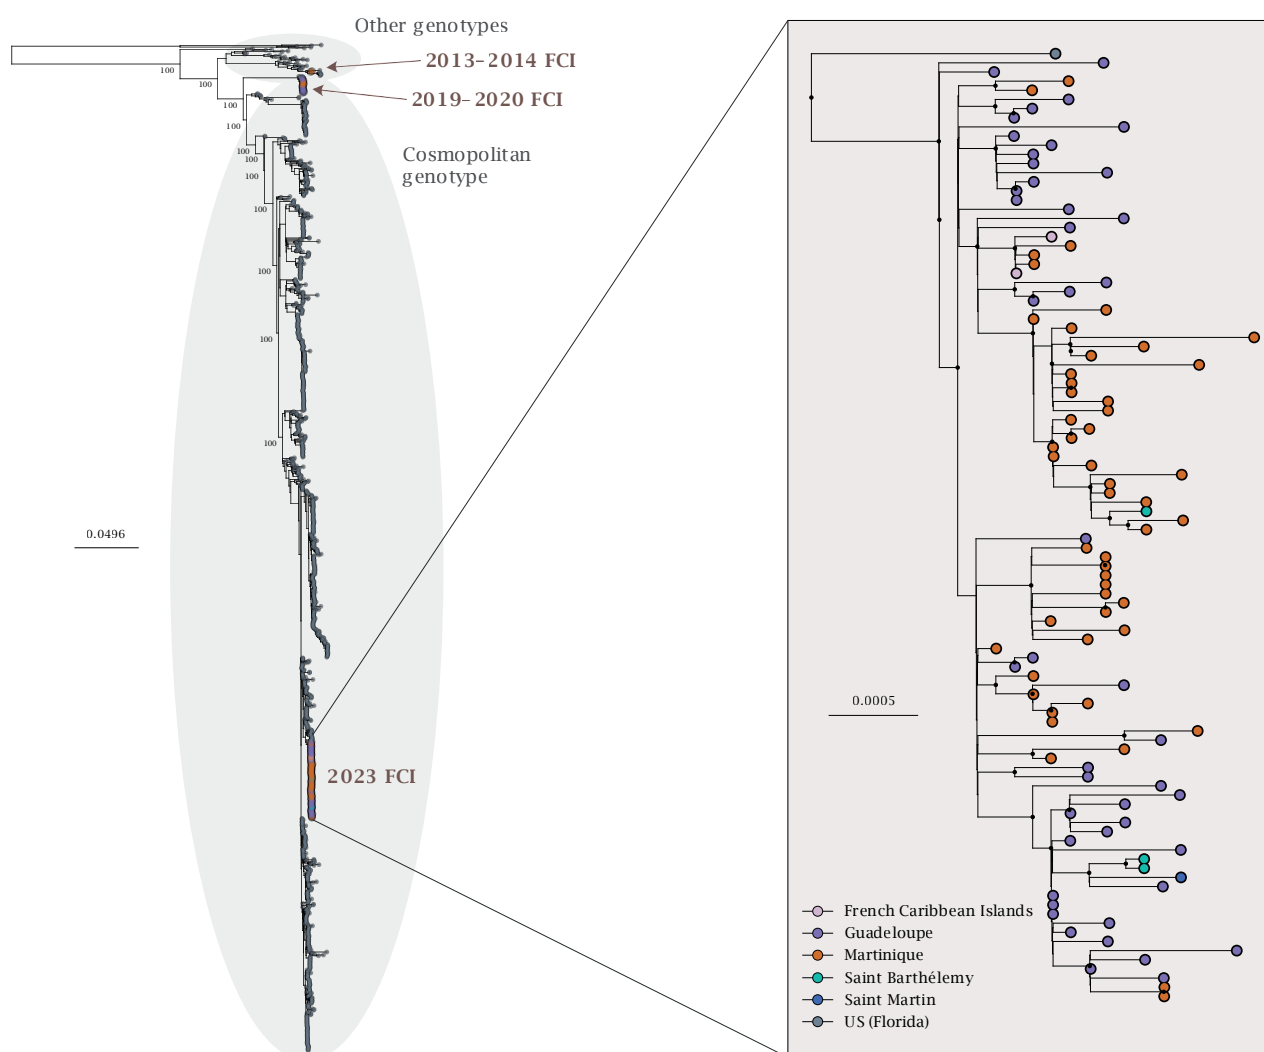 Other genotypes
2013–2014 FCI
100
100
2019–2020 FCI
100
100
Cosmopolitan
genotype
100
100
100
100
100
100
100
0.0496
0.0005
2023 FCI
French Caribbean Islands
Guadeloupe
Martinique
Saint Barthélemy
Saint Martin
US (Florida)